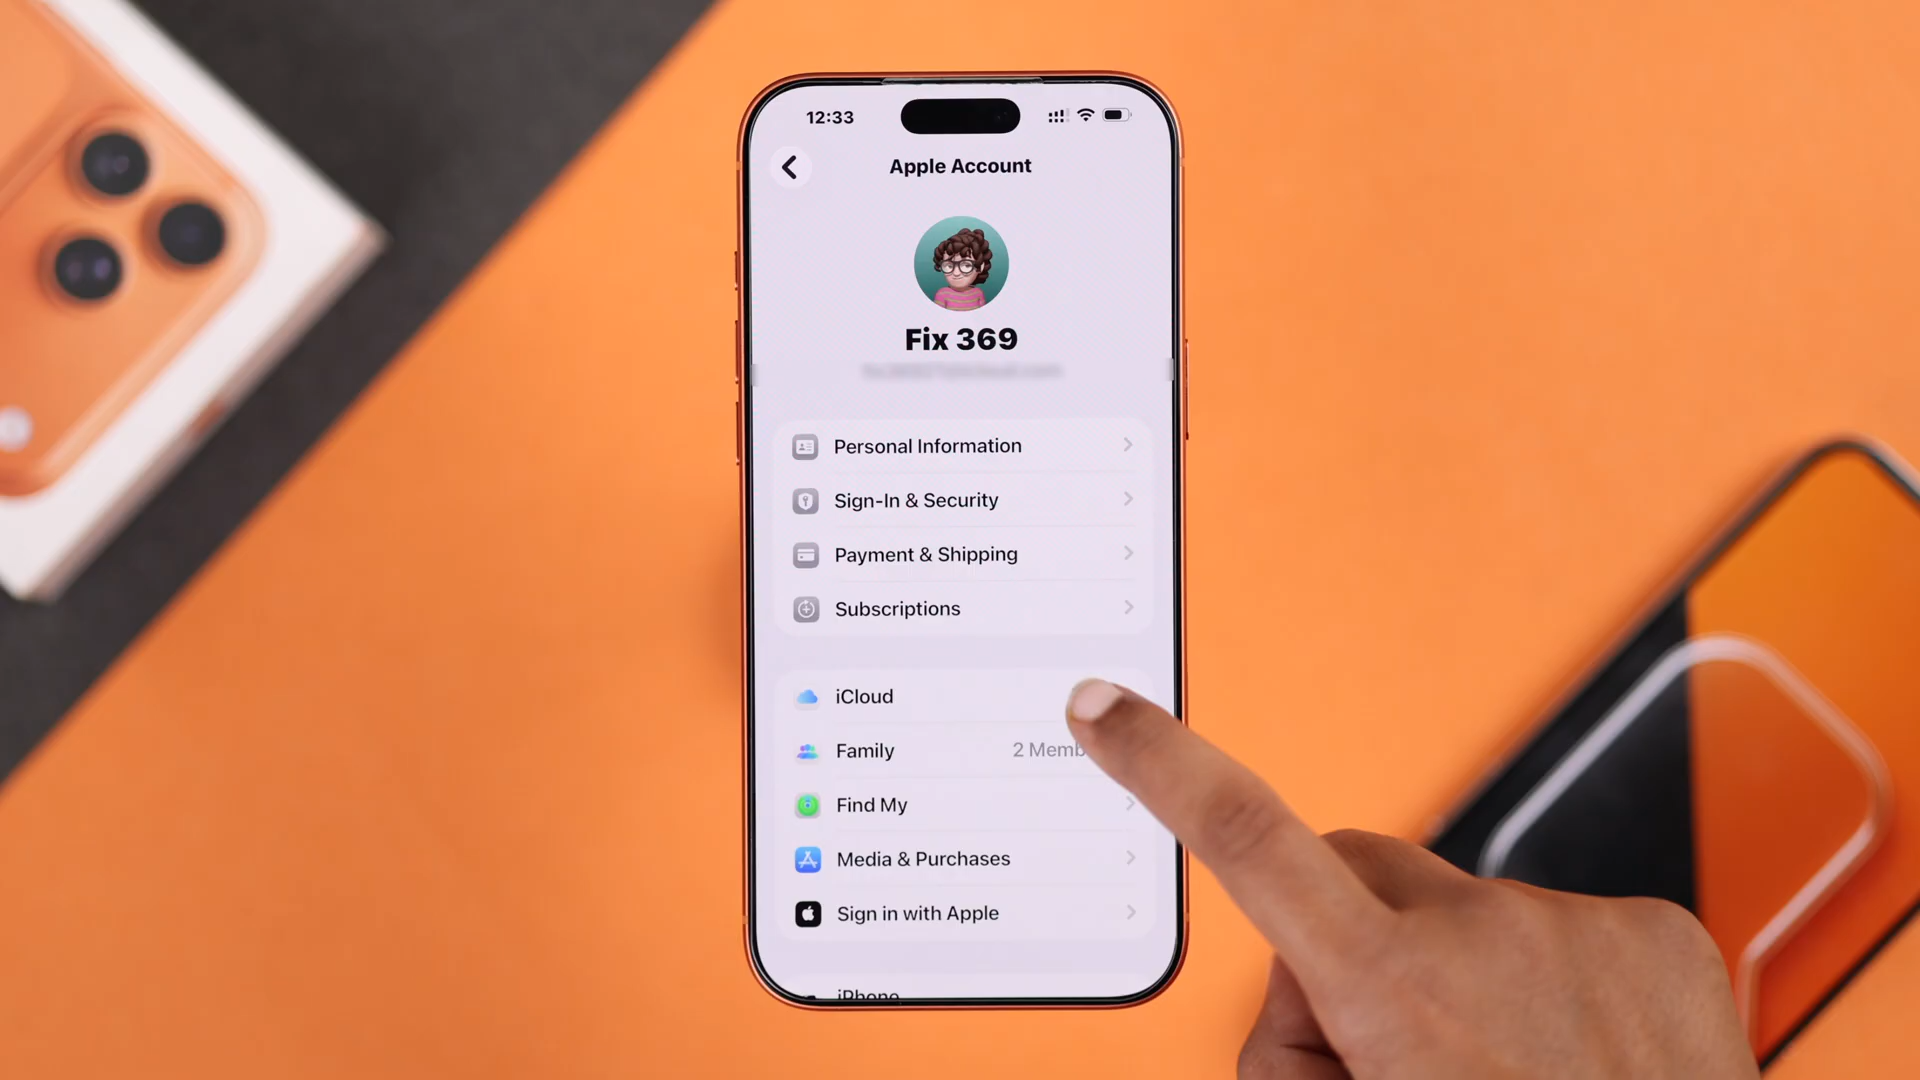 12:33
Apple Account
Fix 369
Personal Information
Sign-In & Security
Payment & Shipping
Subscriptions
iCloud
Family 2 Memb
Find My
Media & Purchases
Sign in with Apple
iPhone